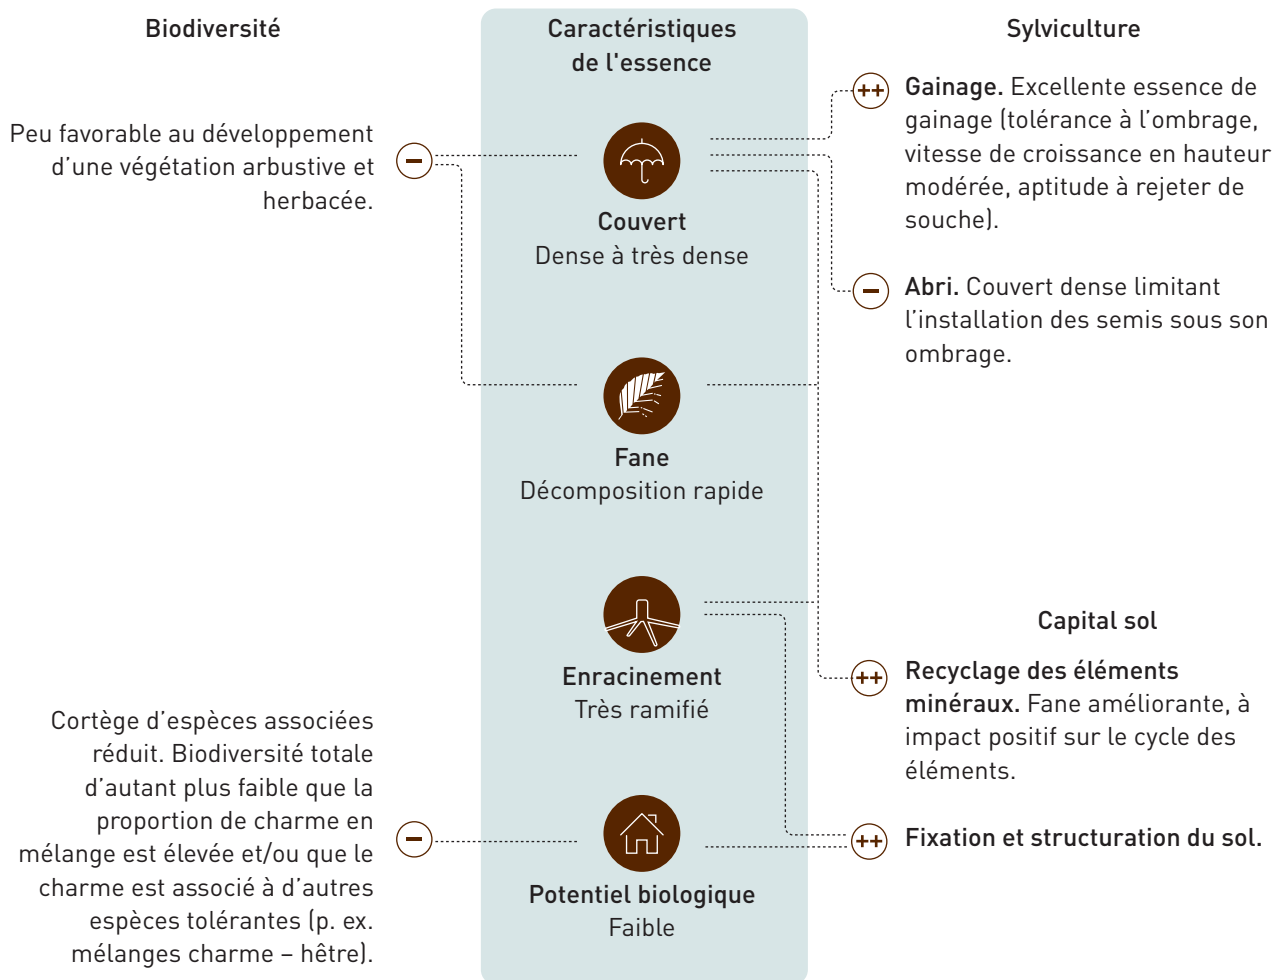 Biodiversité
Peu favorable au développement
d’une végétation arbustive et
herbacée.
−
Cortège d’espèces associées
réduit. Biodiversité totale
d’autant plus faible que la
proportion de charme en
mélange est élevée et/ou que le
charme est associé à d’autres
espèces tolérantes (p. ex.
mélanges charme – hêtre).
−
Caractéristiques
de l'essence
Couvert
Dense à très dense
Fane
Décomposition rapide
Enracinement
Très ramifié
Potentiel biologique
Faible
Sylviculture
++
Gainage. Excellente essence de
gainage (tolérance à l’ombrage,
vitesse de croissance en hauteur
modérée, aptitude à rejeter de
souche).
−
Abri. Couvert dense limitant
l’installation des semis sous son
ombrage.
Capital sol
++
Recyclage des éléments
minéraux. Fane améliorante, à
impact positif sur le cycle des
éléments.
++
Fixation et structuration du sol.